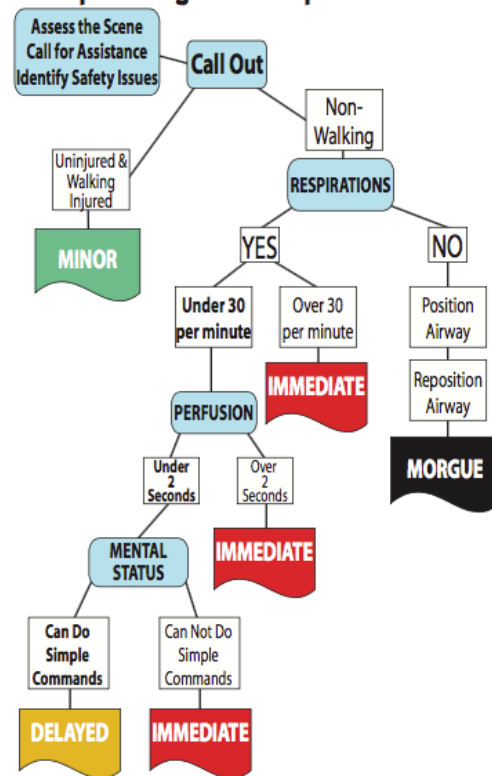 Assess the Scene
Call for Assistance
Identify Safety Issues
Call Out
Non-
Walking
Uninjured &
Walking
Injured
RESPIRATIONS
MINOR
YES
NO
Under 30
per minute
Over 30
per minute
Position
Airway
IMMEDIATE
Reposition
Airway
PERFUSION
MORGUE
Under
2
Seconds
Over
2
Seconds
IMMEDIATE
MENTAL
STATUS
Can Do
Simple
Commands
Can Not Do
Simple
Commands
DELAYED
IMMEDIATE